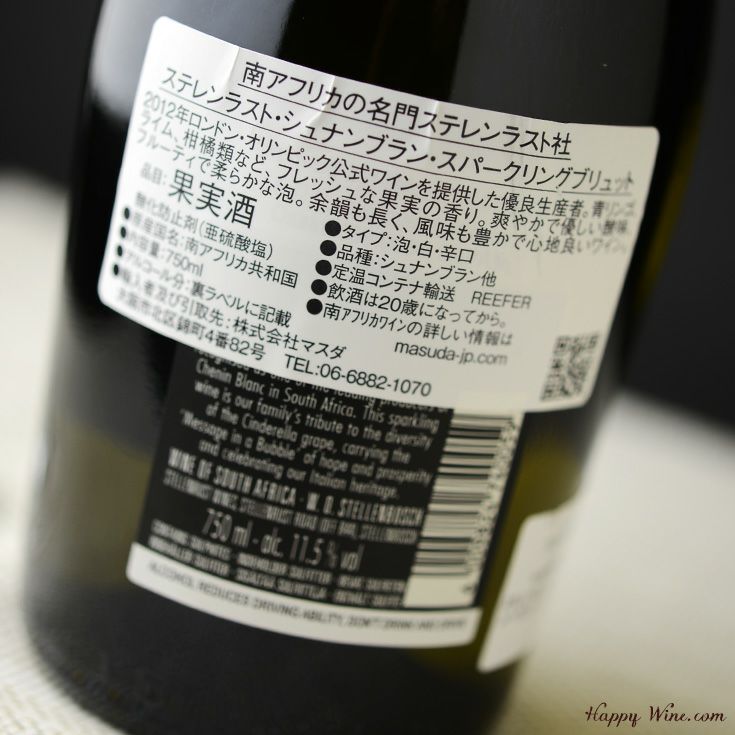 南アフリカの名門ステレンラスト社
ステレンラスト・シュナンブラン・スパークリングブリュット
2012年ロンドン・オリンピック公式ワインを提供した優良生産者。青リンゴ、
ライム、柑橘類など、フレッシュな果実の香り。爽やかで優しい酸味。
フルーティで柔らかな泡。余韻も長く、風味も豊かで心地良いワイン。
品目:果実酒
酸化防止剤(亜硫酸塩)
●原産国名:南アフリカ共和国
●内容量:750ml
●アルコール分:裏ラベルに記載
●輸入者及び引取先:株式会社マスダ
大阪市北区錦町4番82号 TEL:06-6882-1070
●タイプ:泡・白・辛口
●品種:シュナンブラン他
●定温コンテナ輸送 REEFER
●飲酒は20歳になってから。
●南アフリカワインの詳しい情報は
masuda-jp.com
Chenin Blanc in South Africa. This sparkling
wine is our family's tribute to the diversity
of the Cinderella grape, carrying the
"Message in a Bubble" of hope and prosperity
and celebrating our Italian heritage.
WINE OF SOUTH AFRICA · W.O. STELLENBOSCH
750 ml - alc. 11.5% vol
ALCOHOL REDUCES DRIVING ABILITY, DON'T DRINK AND DRIVE
Happy Wine.com